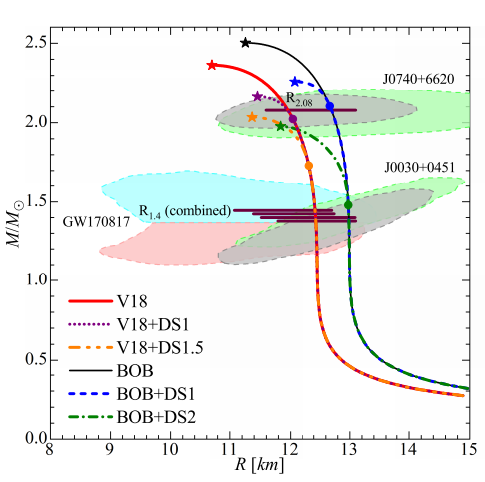 2.5
2.0
1.5
1.0
0.5
0.0
M/M☉
J0740+6620
R2.08
J0030+0451
R1.4 (combined)
GW170817
V18
V18+DS1
V18+DS1.5
BOB
BOB+DS1
BOB+DS2
8 9 10 11 12 13 14 15
R [km]